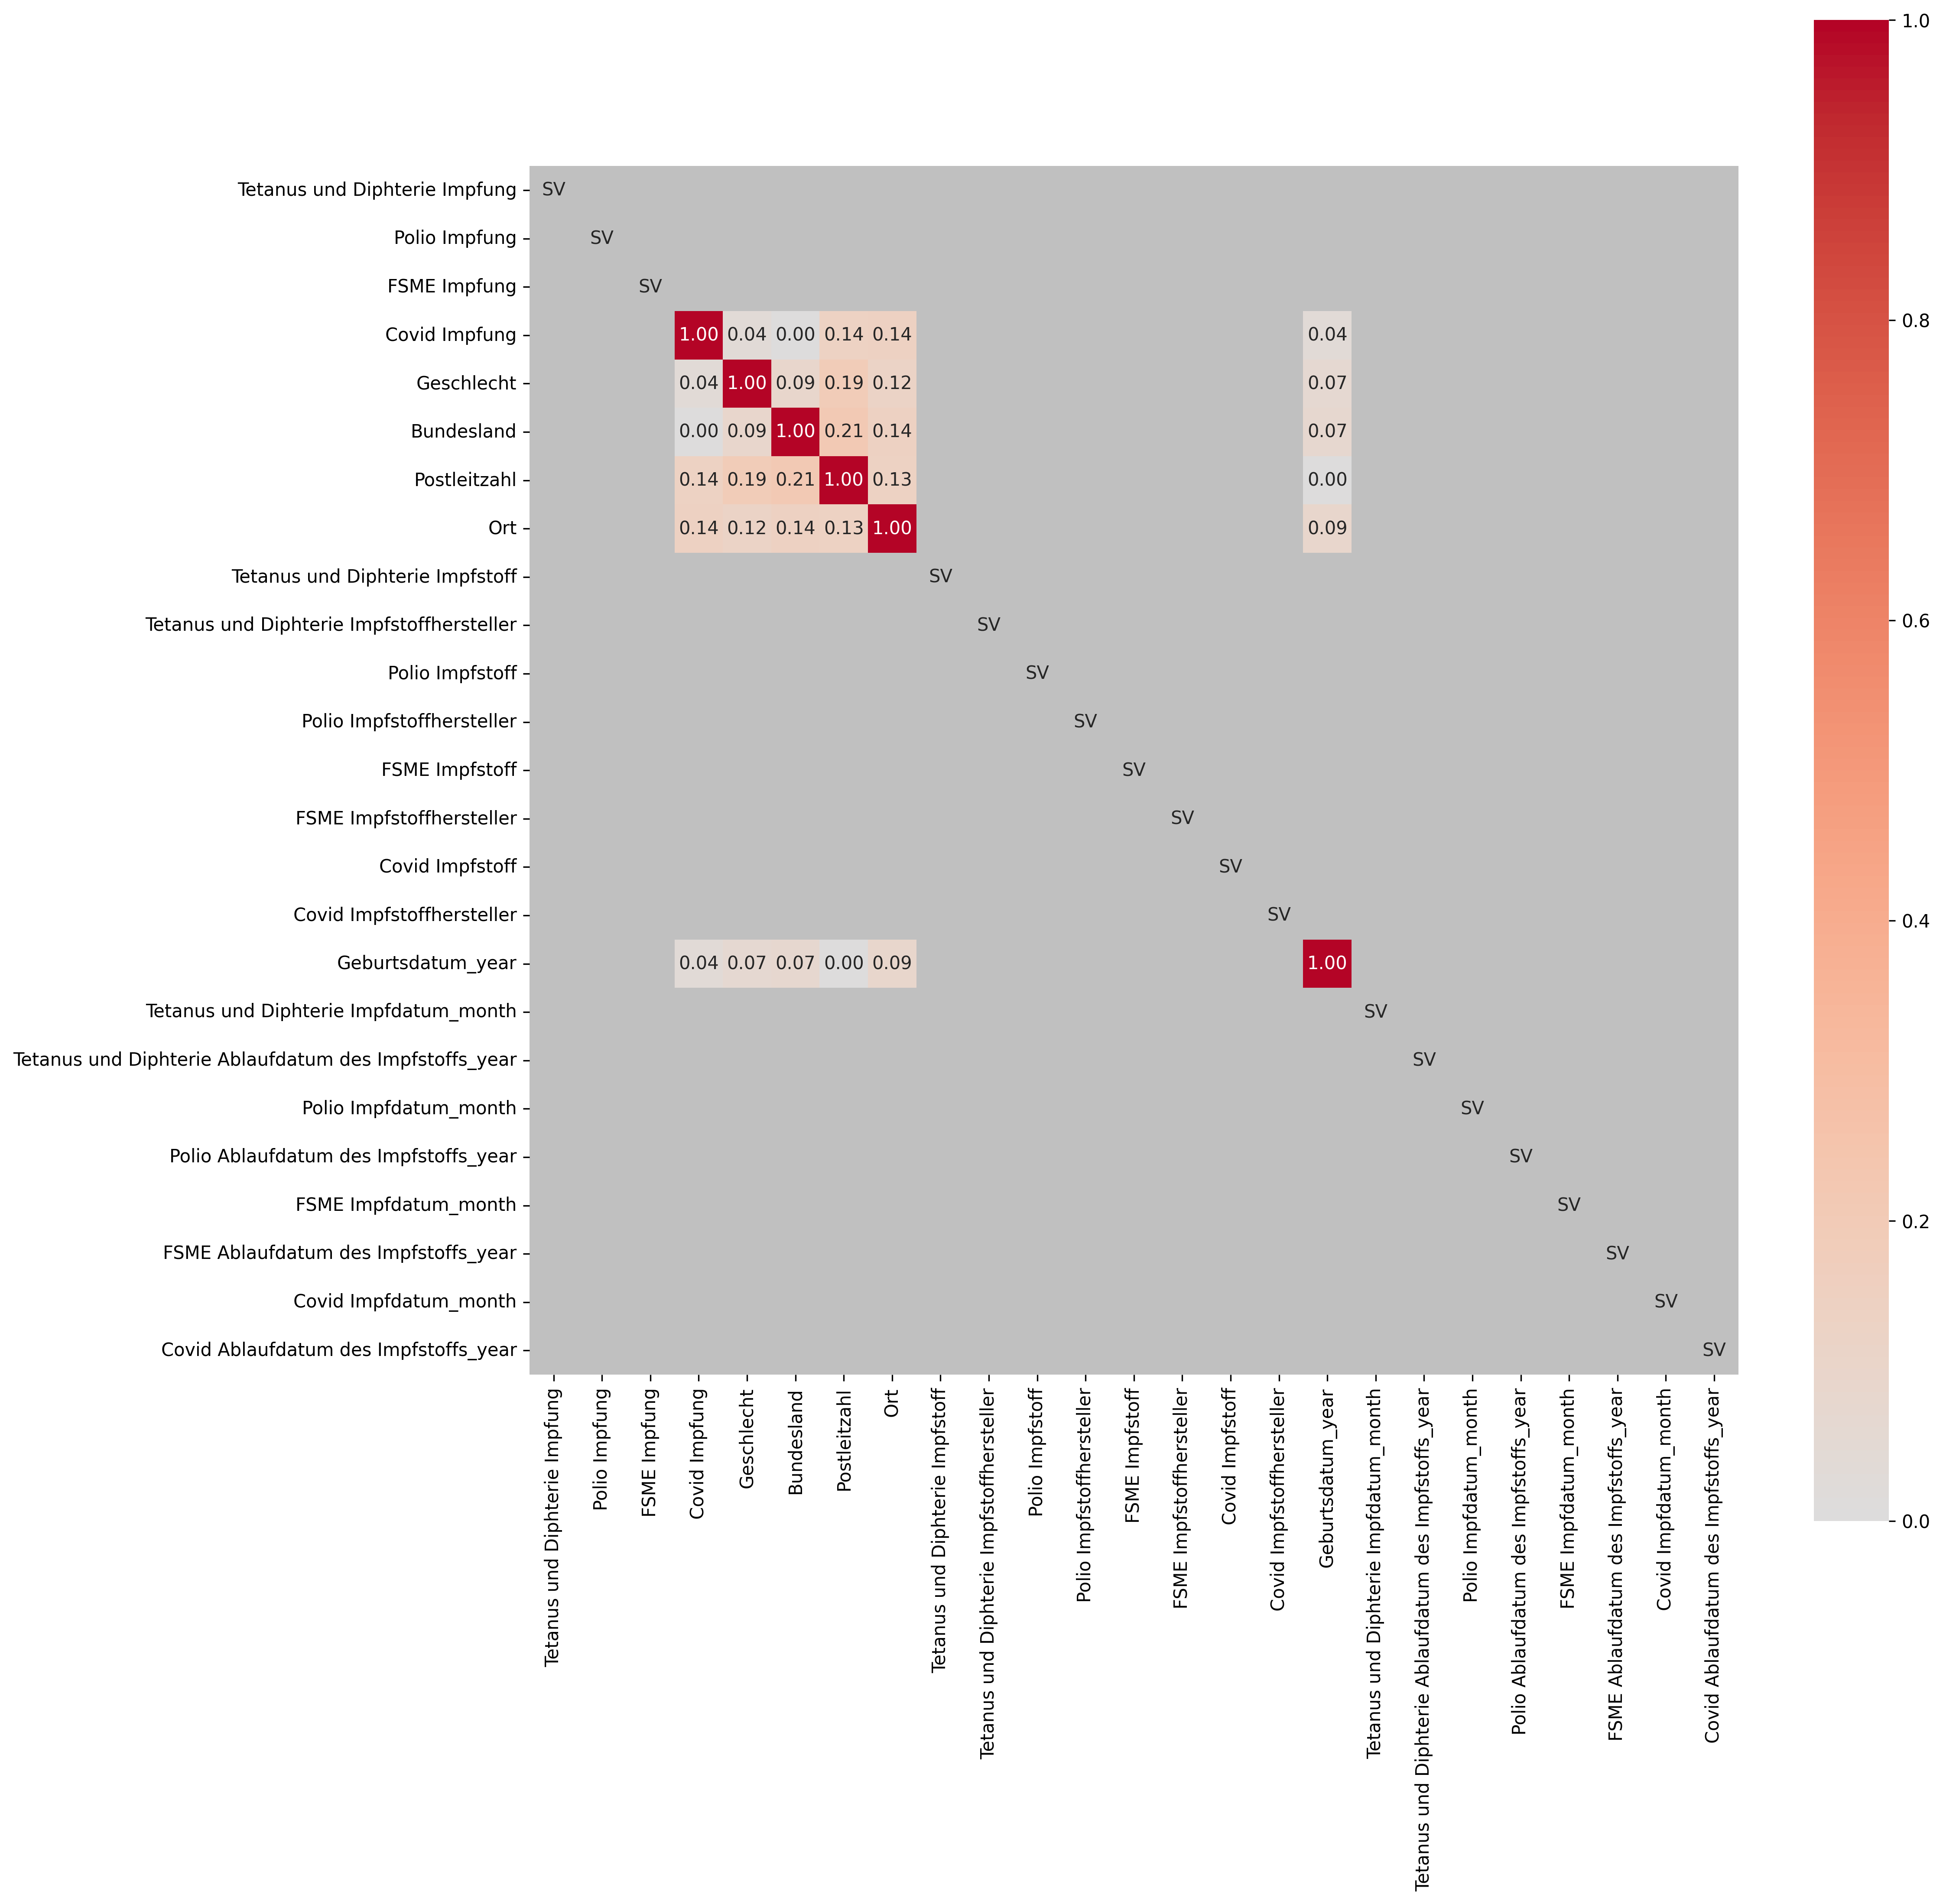 1.0
0.8
0.6
0.4
0.2
0.0
Tetanus und Diphterie Impfung SV
Polio Impfung SV
FSME Impfung SV
Covid Impfung 1.00 0.04 0.00 0.14 0.14 0.04
Geschlecht 0.04 1.00 0.09 0.19 0.12 0.07
Bundesland 0.00 0.09 1.00 0.21 0.14 0.07
Postleitzahl 0.14 0.19 0.21 1.00 0.13 0.00
Ort 0.14 0.12 0.14 0.13 1.00 0.09
Tetanus und Diphterie Impfstoff SV
Tetanus und Diphterie Impfstoffhersteller SV
Polio Impfstoff SV
Polio Impfstoffhersteller SV
FSME Impfstoff SV
FSME Impfstoffhersteller SV
Covid Impfstoff SV
Covid Impfstoffhersteller SV
Geburtsdatum_year 0.04 0.07 0.07 0.00 0.09 1.00
Tetanus und Diphterie Impfdatum_month SV
Tetanus und Diphterie Ablaufdatum des Impfstoffs_year SV
Polio Impfdatum_month SV
Polio Ablaufdatum des Impfstoffs_year SV
FSME Impfdatum_month SV
FSME Ablaufdatum des Impfstoffs_year SV
Covid Impfdatum_month SV
Covid Ablaufdatum des Impfstoffs_year SV
Tetanus und Diphterie Impfung
Polio Impfung
FSME Impfung
Covid Impfung
Geschlecht
Bundesland
Postleitzahl
Ort
Tetanus und Diphterie Impfstoff
Tetanus und Diphterie Impfstoffhersteller
Polio Impfstoff
Polio Impfstoffhersteller
FSME Impfstoff
FSME Impfstoffhersteller
Covid Impfstoff
Covid Impfstoffhersteller
Geburtsdatum_year
Tetanus und Diphterie Impfdatum_month
Tetanus und Diphterie Ablaufdatum des Impfstoffs_year
Polio Impfdatum_month
Polio Ablaufdatum des Impfstoffs_year
FSME Impfdatum_month
FSME Ablaufdatum des Impfstoffs_year
Covid Impfdatum_month
Covid Ablaufdatum des Impfstoffs_year